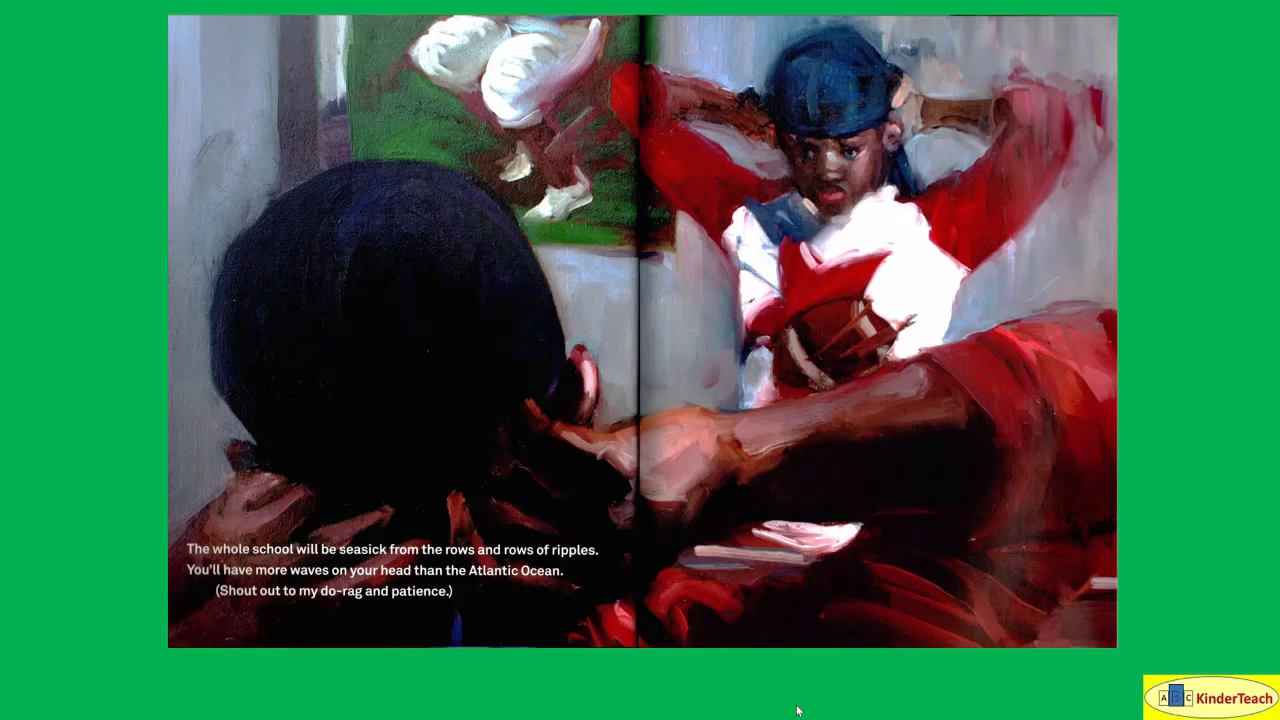 The whole school will be seasick from the rows and rows of ripples.
You'll have more waves on your head than the Atlantic Ocean.
(Shout out to my do-rag and patience.)
A B C KinderTeach